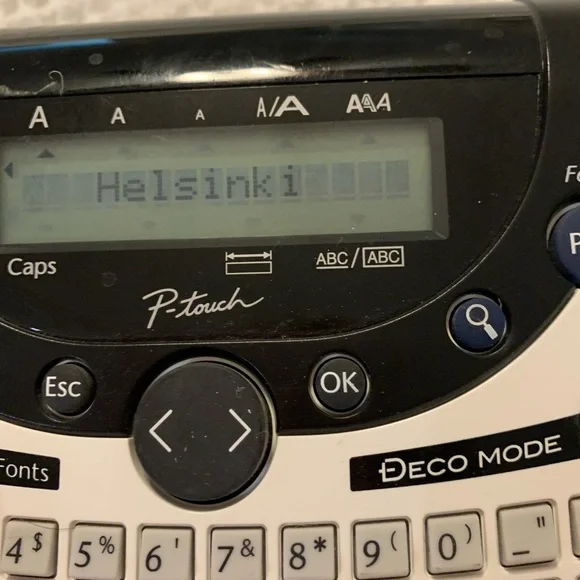 A A A A/A AAA
Helsinki
Caps ABC/ABC
P-touch
Esc OK
Fonts DECO MODE
4$ 5% 6' 7& 8* 9( 0) _"